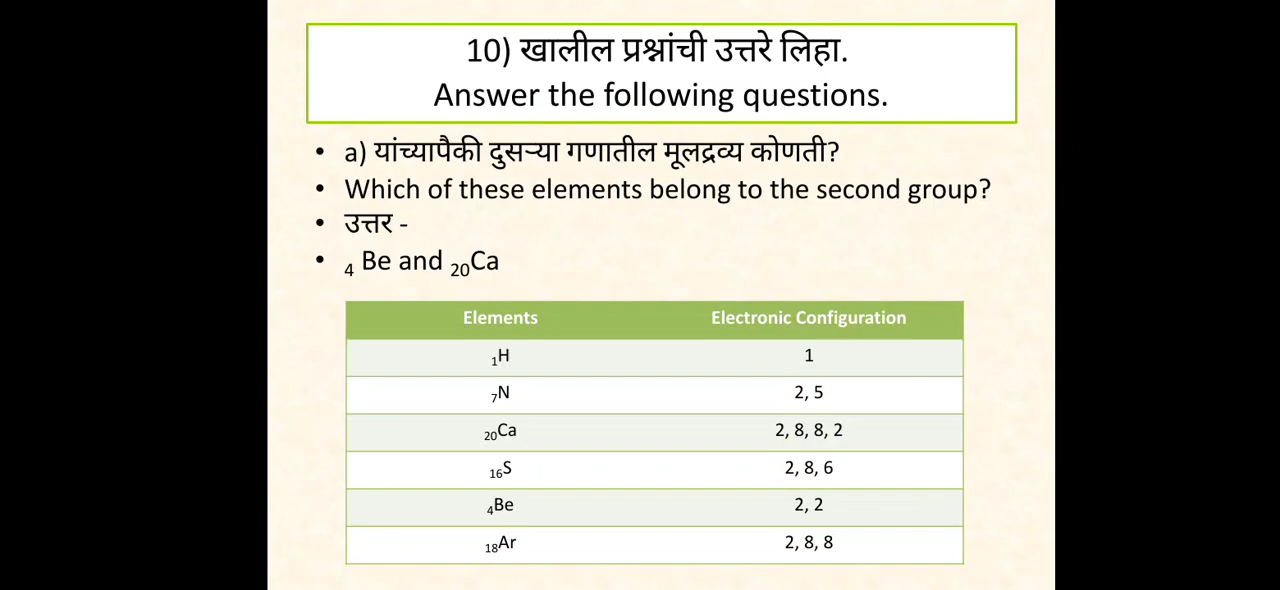 10) खालील प्रश्नांची उत्तरे लिहा.
Answer the following questions.
• a) यांच्यापैकी दुसऱ्या गणातील मूलद्रव्य कोणती?
• Which of these elements belong to the second group?
• उत्तर -
• ₄ Be and ₂₀Ca
Elements Electronic Configuration
₁H 1
₇N 2, 5
₂₀Ca 2, 8, 8, 2
₁₆S 2, 8, 6
₄Be 2, 2
₁₈Ar 2, 8, 8